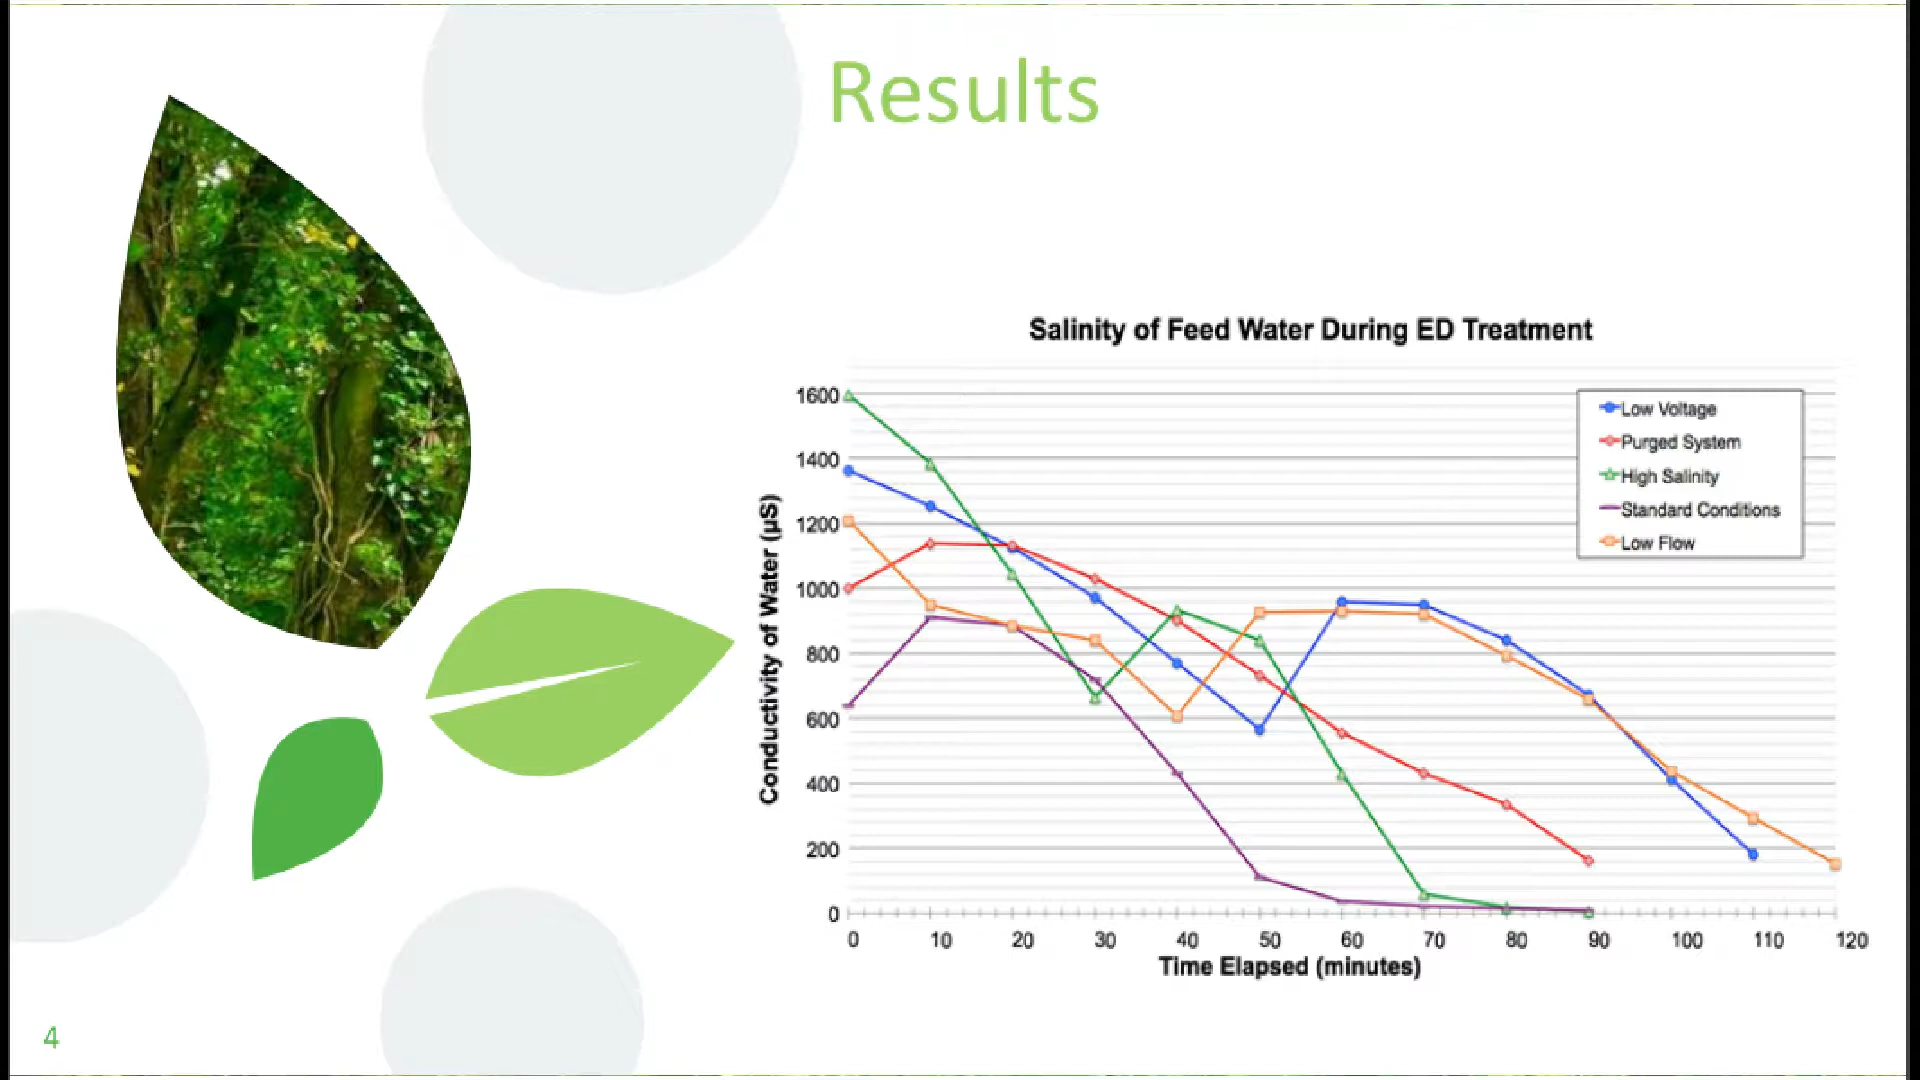 Results
Salinity of Feed Water During ED Treatment
Conductivity of Water (µS)
1600
1400
1200
1000
800
600
400
200
0
Low Voltage
Purged System
High Salinity
Standard Conditions
Low Flow
0 10 20 30 40 50 60 70 80 90 100 110 120
Time Elapsed (minutes)
4